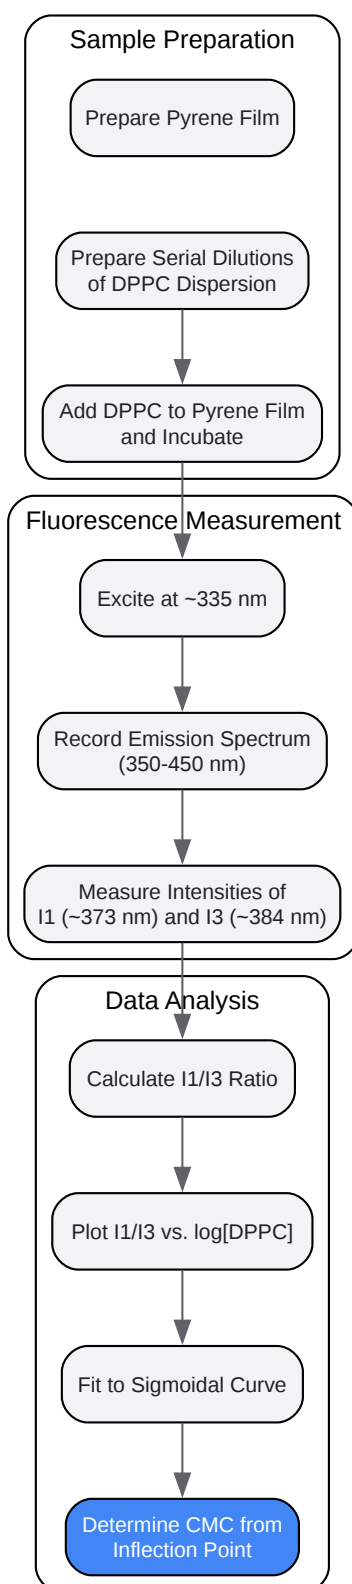 Sample Preparation
Prepare Pyrene Film
Prepare Serial Dilutions
of DPPC Dispersion
Add DPPC to Pyrene Film
and Incubate
Fluorescence Measurement
Excite at ~335 nm
Record Emission Spectrum
(350-450 nm)
Measure Intensities of
I1 (~373 nm) and I3 (~384 nm)
Data Analysis
Calculate I1/I3 Ratio
Plot I1/I3 vs. log[DPPC]
Fit to Sigmoidal Curve
Determine CMC from
Inflection Point